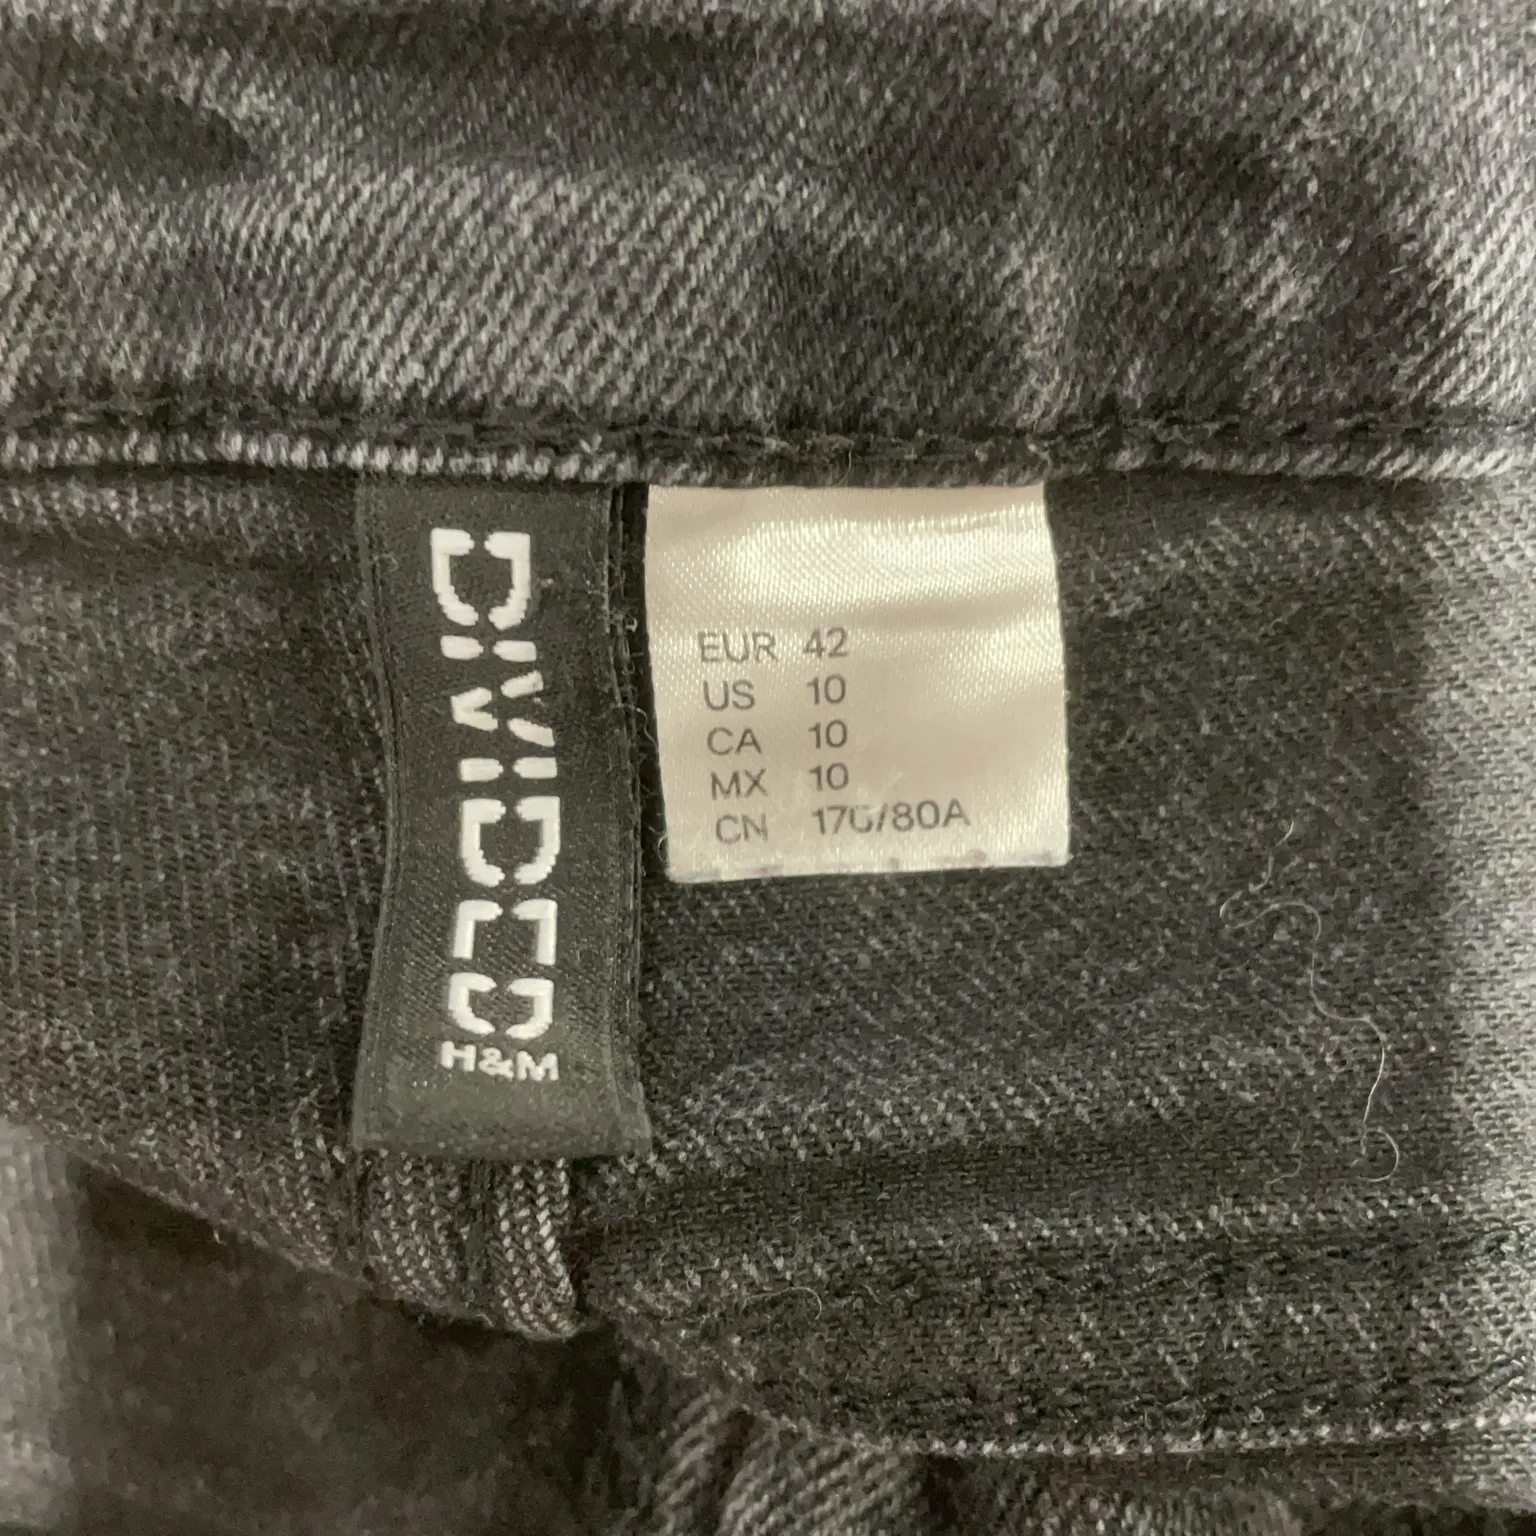 DIVIDED
H&M
EUR 42
US 10
CA 10
MX 10
CN 170/80A